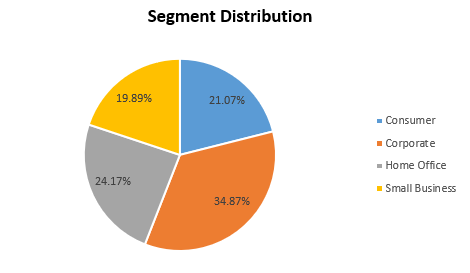 Segment Distribution
19.89%
21.07%
24.17%
34.87%
Consumer
Corporate
Home Office
Small Business